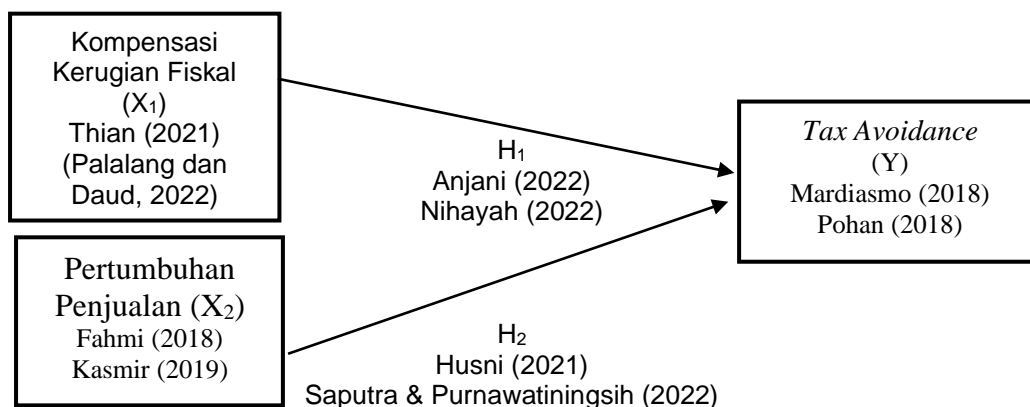 Kompensasi
Kerugian Fiskal
(X₁)
Thian (2021)
(Palalang dan
Daud, 2022)
H₁
Anjani (2022)
Nihayah (2022)
Tax Avoidance
(Y)
Mardiasmo (2018)
Pohan (2018)
Pertumbuhan
Penjualan (X₂)
Fahmi (2018)
Kasmir (2019)
H₂
Husni (2021)
Saputra & Purnawatiningsih (2022)